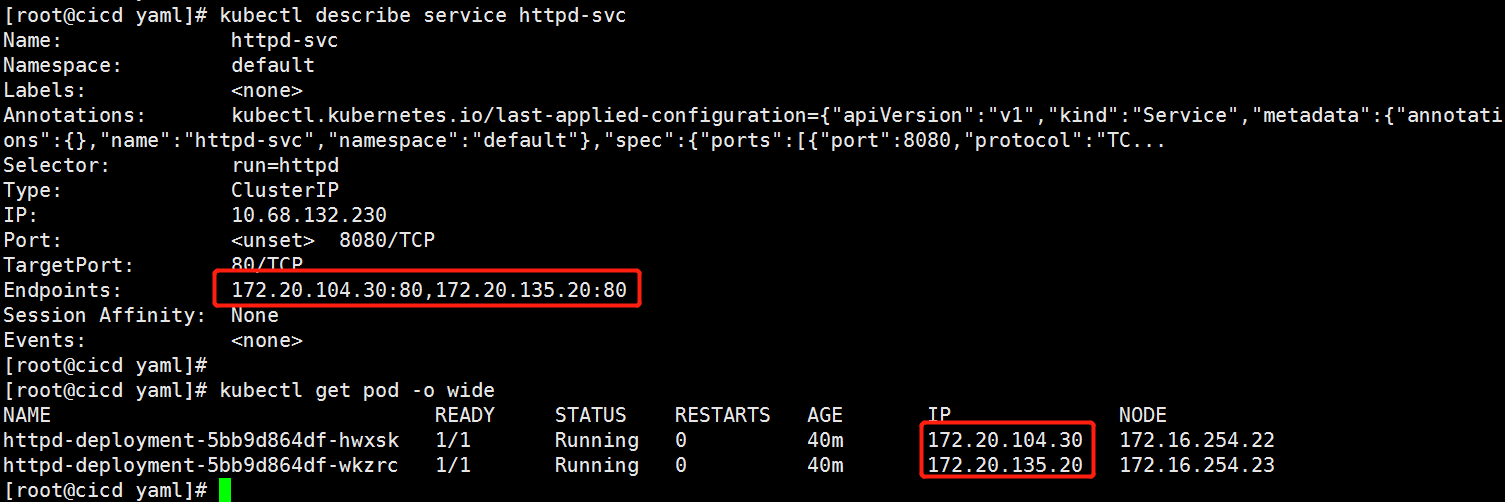 [root@cicd yaml]# kubectl describe service httpd-svc
Name:              httpd-svc
Namespace:         default
Labels:            <none>
Annotations:       kubectl.kubernetes.io/last-applied-configuration={"apiVersion":"v1","kind":"Service","metadata":{"annotati
ons":{},"name":"httpd-svc","namespace":"default"},"spec":{"ports":[{"port":8080,"protocol":"TC...
Selector:          run=httpd
Type:              ClusterIP
IP:                10.68.132.230
Port:              <unset>  8080/TCP
TargetPort:        80/TCP
Endpoints:         172.20.104.30:80,172.20.135.20:80
Session Affinity:  None
Events:            <none>
[root@cicd yaml]#
[root@cicd yaml]# kubectl get pod -o wide
NAME                                READY     STATUS    RESTARTS   AGE       IP              NODE
httpd-deployment-5bb9d864df-hwxsk   1/1       Running   0          40m       172.20.104.30   172.16.254.22
httpd-deployment-5bb9d864df-wkzrc   1/1       Running   0          40m       172.20.135.20   172.16.254.23
[root@cicd yaml]#